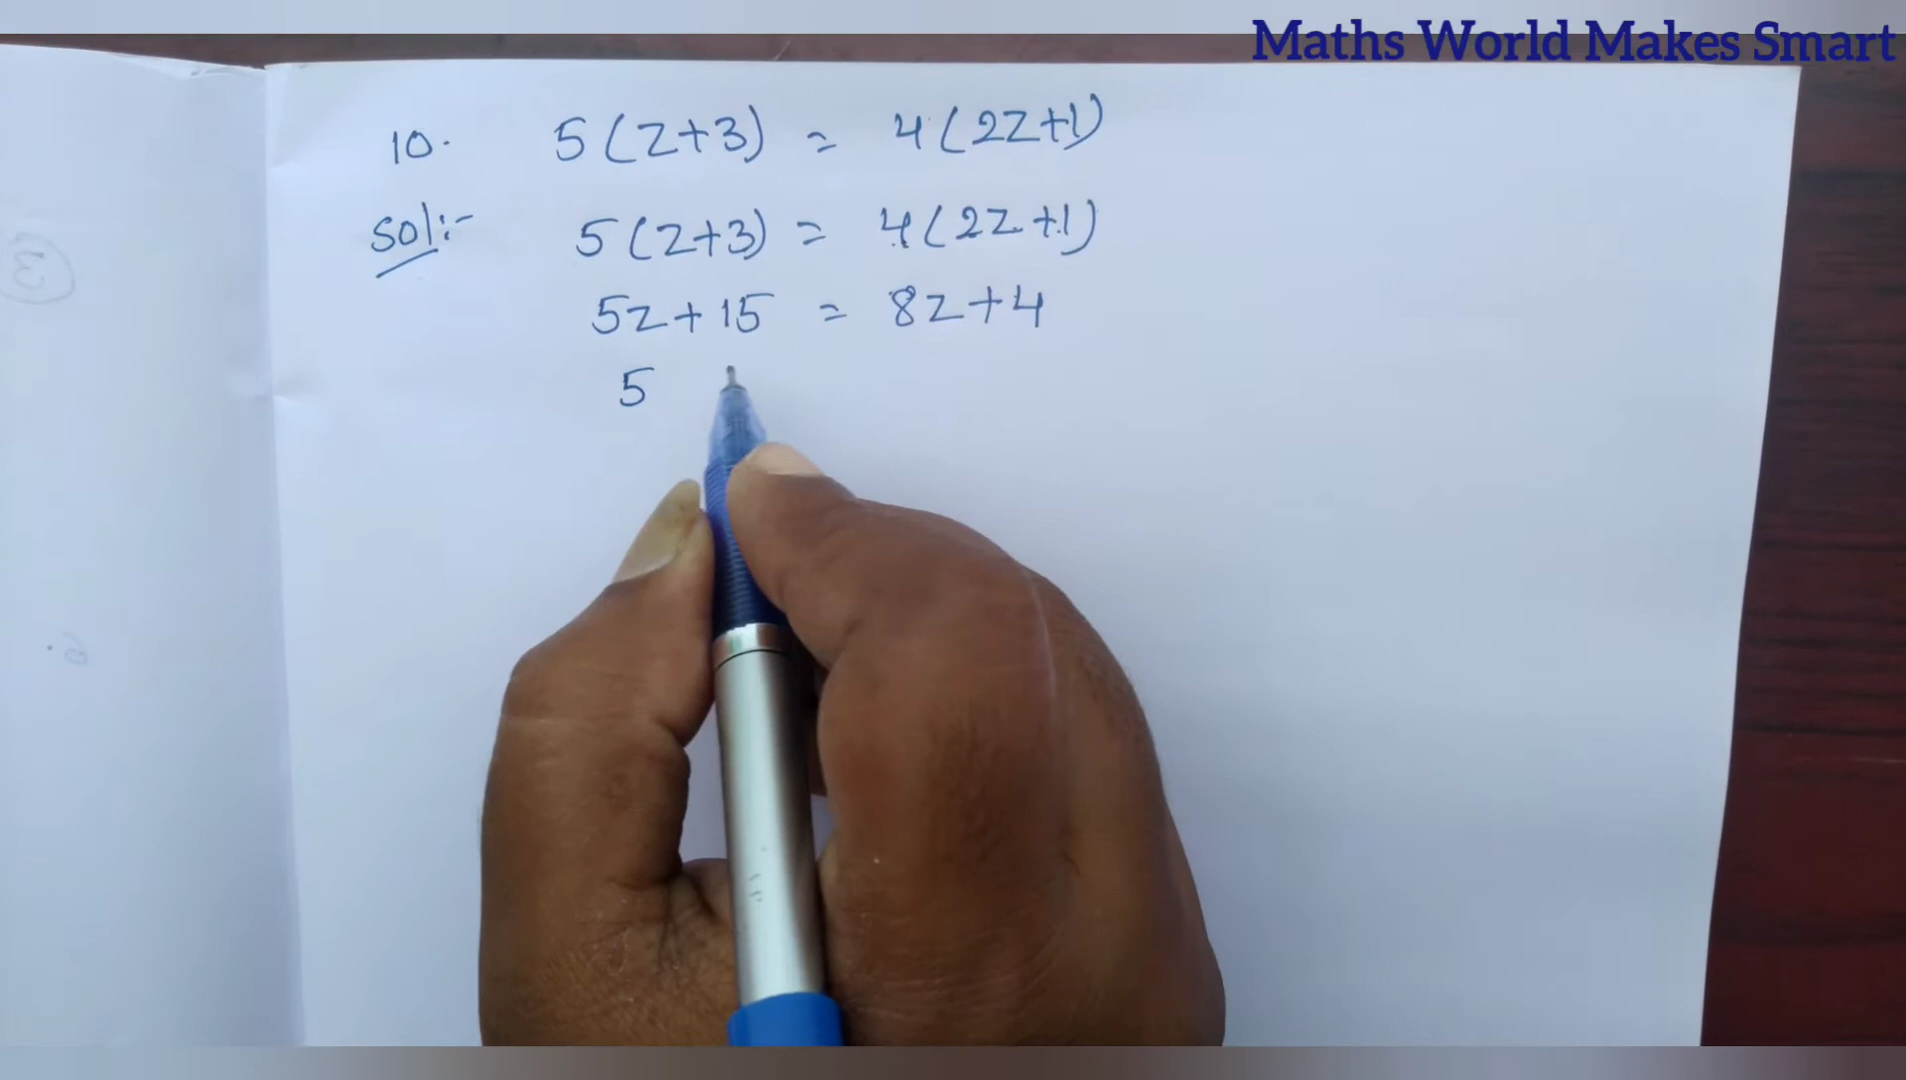 Maths World Makes Smart
10. 5(z+3) = 4(2z+1)
Sol:- 5(z+3) = 4(2z+1)
5z+15 = 8z+4
5